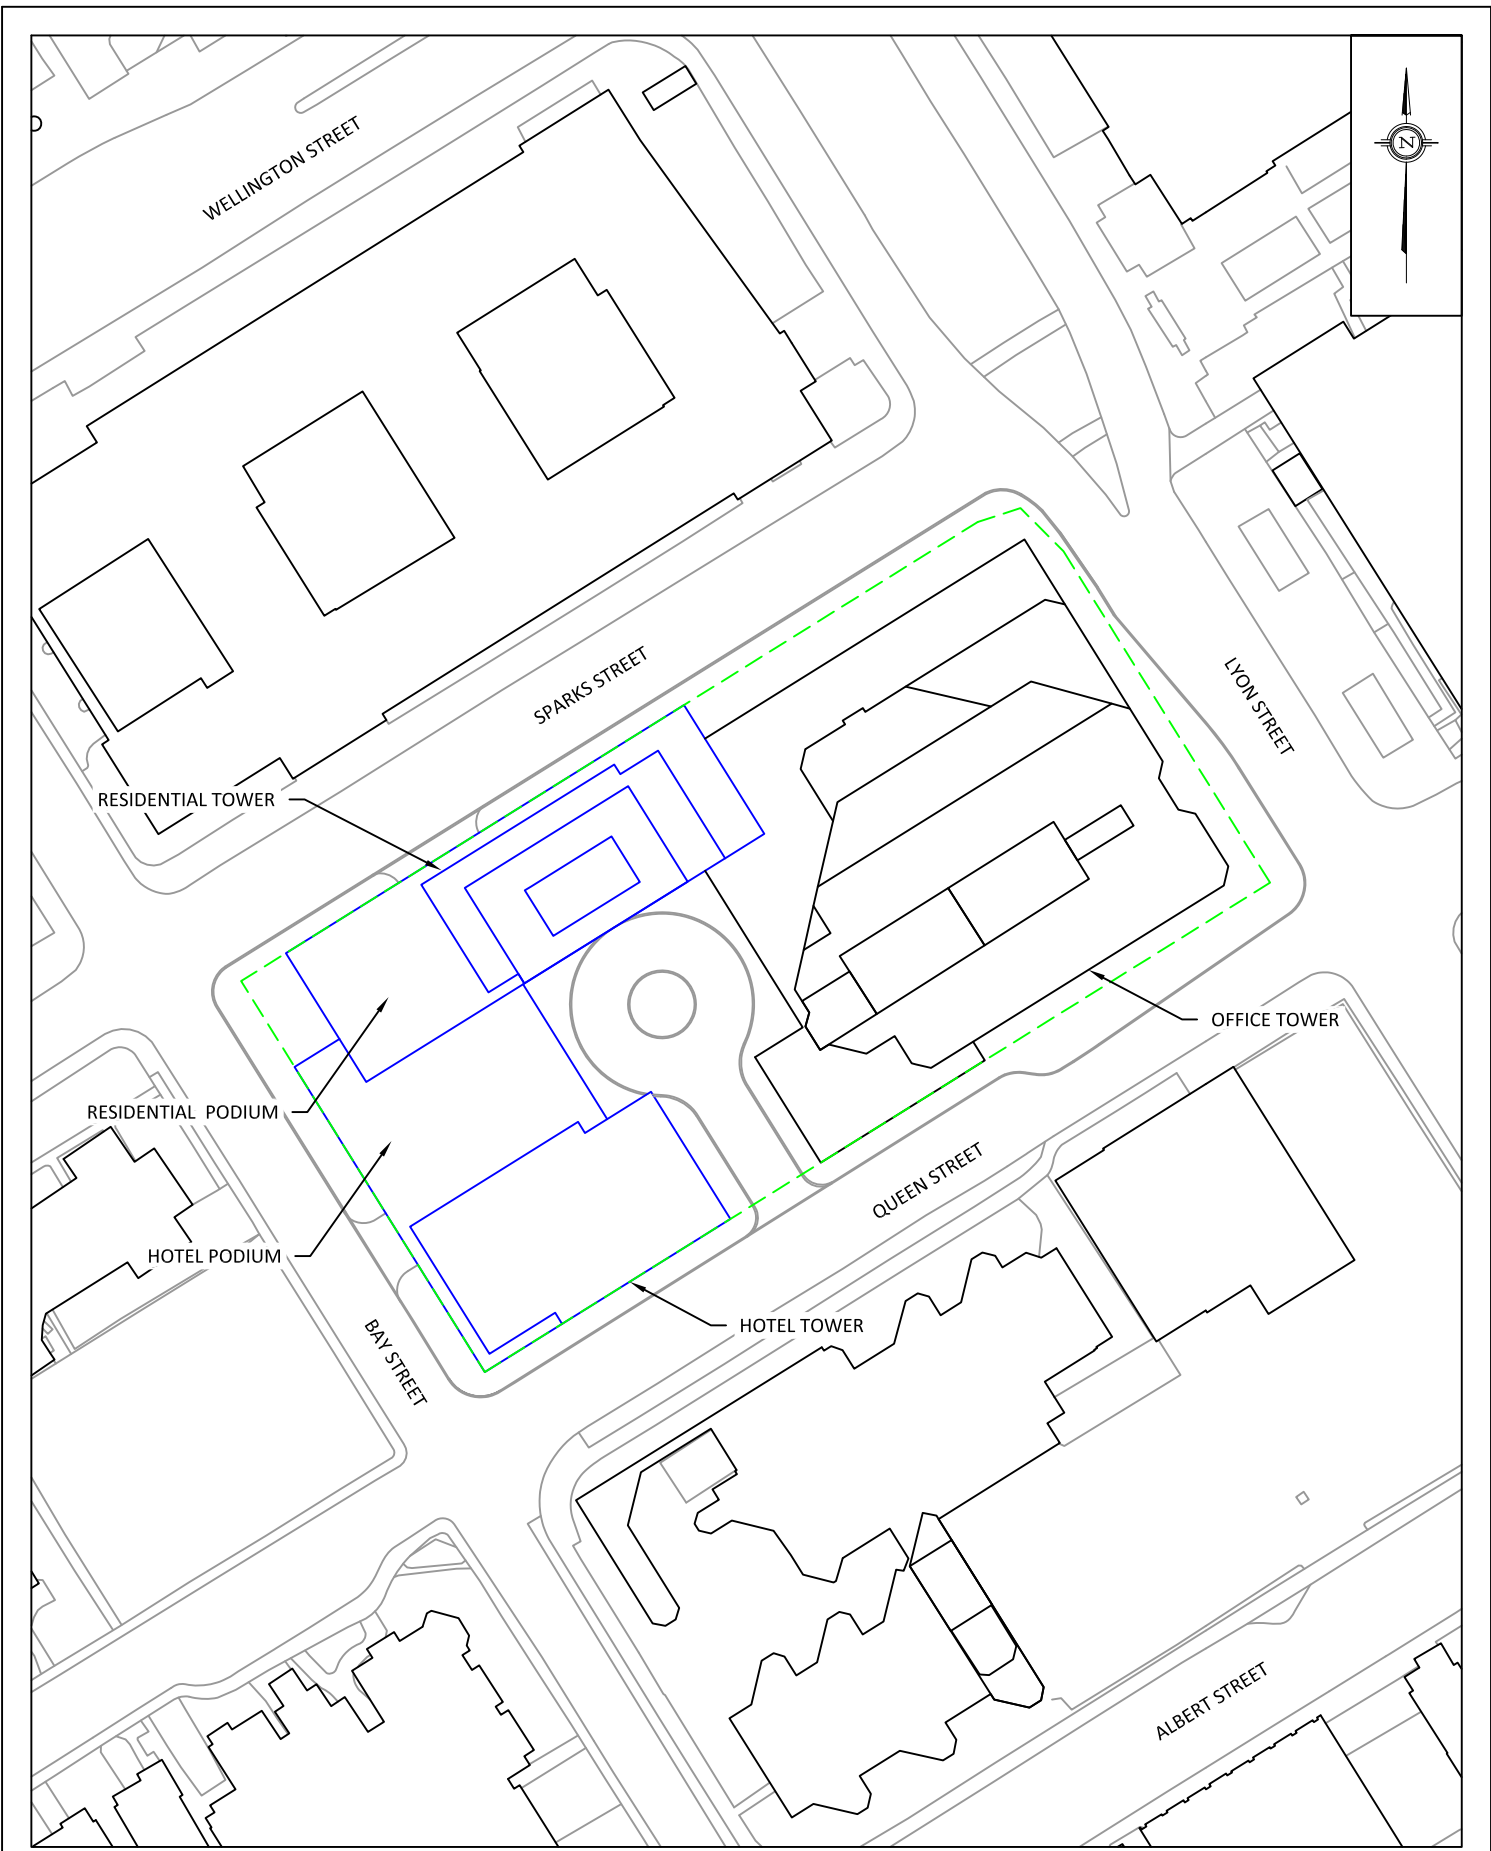 WELLINGTON STREET
N
SPARKS STREET
LYON STREET
RESIDENTIAL TOWER
OFFICE TOWER
RESIDENTIAL PODIUM
QUEEN STREET
HOTEL PODIUM
HOTEL TOWER
BAY STREET
ALBERT STREET